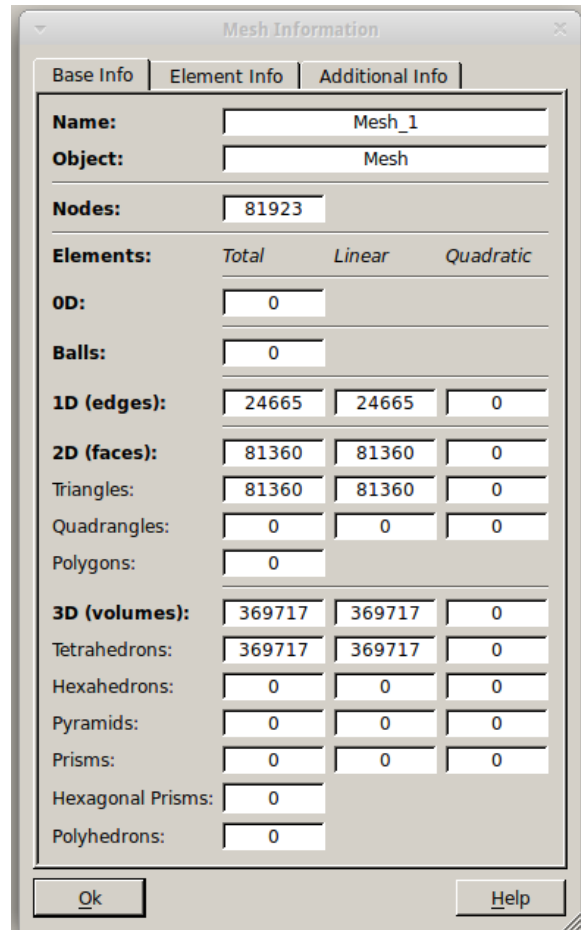 Mesh Information
Base Info Element Info Additional Info
Name: Mesh_1
Object: Mesh
Nodes: 81923
Elements: Total Linear Quadratic
0D: 0
Balls: 0
1D (edges): 24665 24665 0
2D (faces): 81360 81360 0
Triangles: 81360 81360 0
Quadrangles: 0 0 0
Polygons: 0
3D (volumes): 369717 369717 0
Tetrahedrons: 369717 369717 0
Hexahedrons: 0 0 0
Pyramids: 0 0 0
Prisms: 0 0 0
Hexagonal Prisms: 0
Polyhedrons: 0
Ok Help